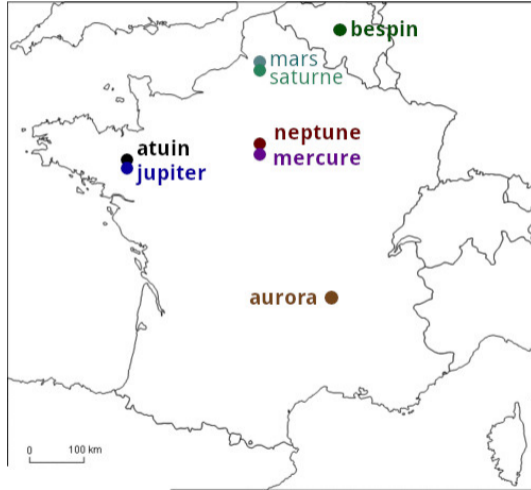 bespin
mars
saturne
neptune
mercure
atuin
jupiter
aurora
0 100 km